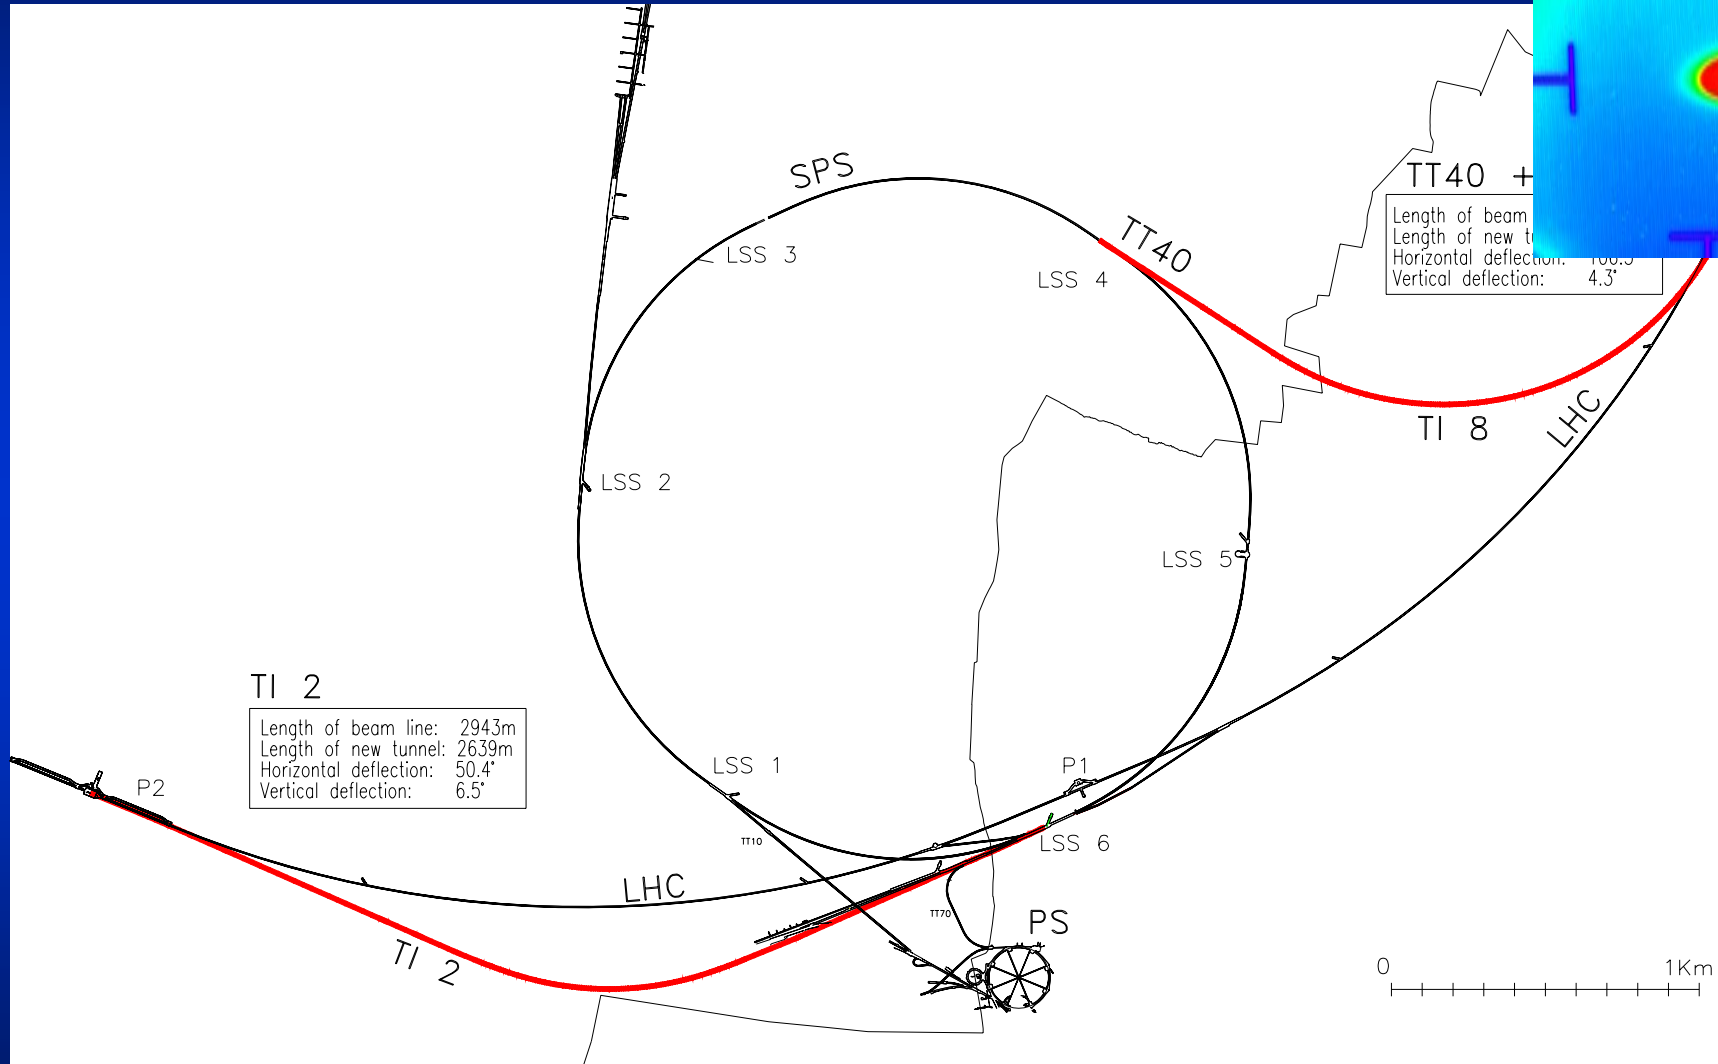 SPS
TT40 +
Length of beam
Length of new
Horizontal deflection:
Vertical deflection: 4.3°
TT40
LSS 3
LSS 4
LHC
TI 8
LSS 2
LSS 5
TI 2
Length of beam line: 2943m
Length of new tunnel: 2639m
Horizontal deflection: 50.4°
Vertical deflection: 6.5°
LSS 1
P1
P2
TT10
LSS 6
LHC
TT70
PS
TI 2
0 1Km